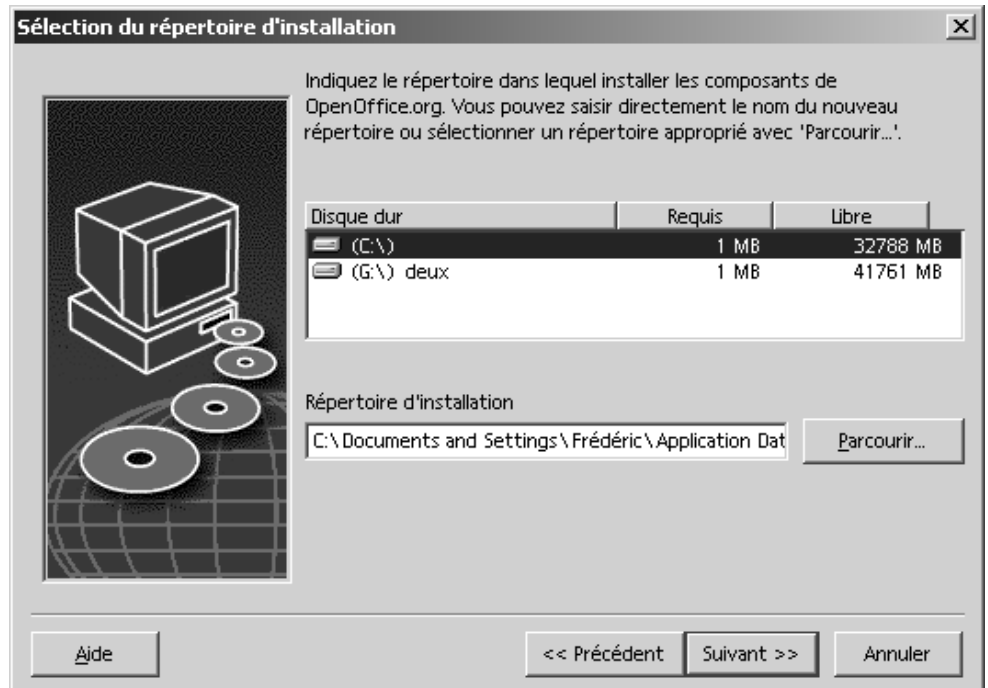 Sélection du répertoire d'installation
Indiquez le répertoire dans lequel installer les composants de
OpenOffice.org. Vous pouvez saisir directement le nom du nouveau
répertoire ou sélectionner un répertoire approprié avec 'Parcourir...'.
Disque dur Requis Libre
(C:\) 1 MB 32788 MB
(G:\) deux 1 MB 41761 MB
Répertoire d'installation
C:\Documents and Settings\Frédéric\Application Dat Parcourir...
Aide << Précédent Suivant >> Annuler